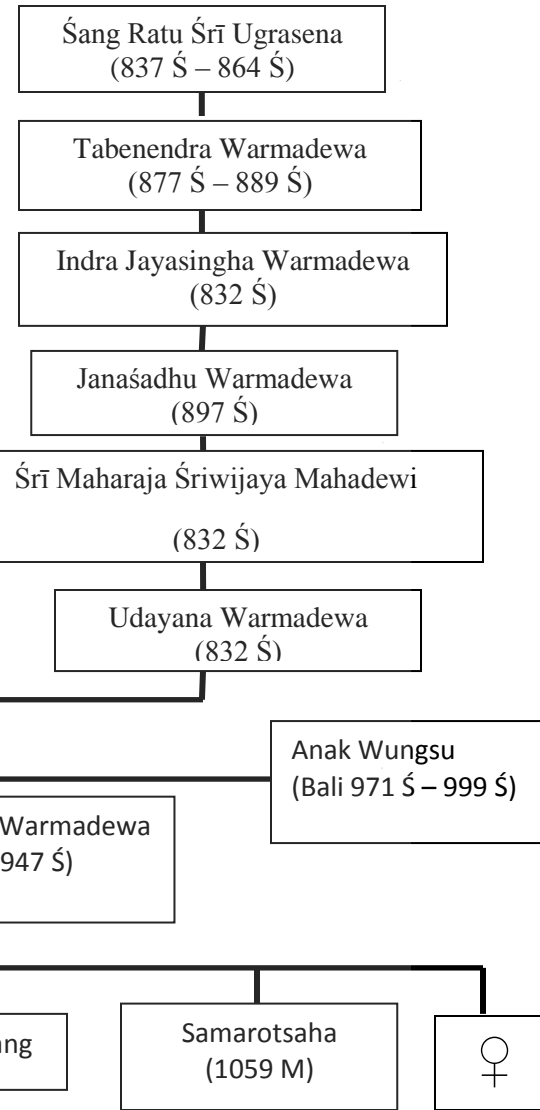 Śang Ratu Śrī Ugrasena
(837 Ś – 864 Ś)
Tabenendra Warmadewa
(877 Ś – 889 Ś)
Indra Jayasingha Warmadewa
(832 Ś)
Janaśadhu Warmadewa
(897 Ś)
Śrī Maharaja Śriwijaya Mahadewi
(832 Ś)
Udayana Warmadewa
(832 Ś)
Anak Wungsu
(Bali 971 Ś – 999 Ś)
Warmadewa
947 Ś)
ang
Samarotsaha
(1059 M)
♀